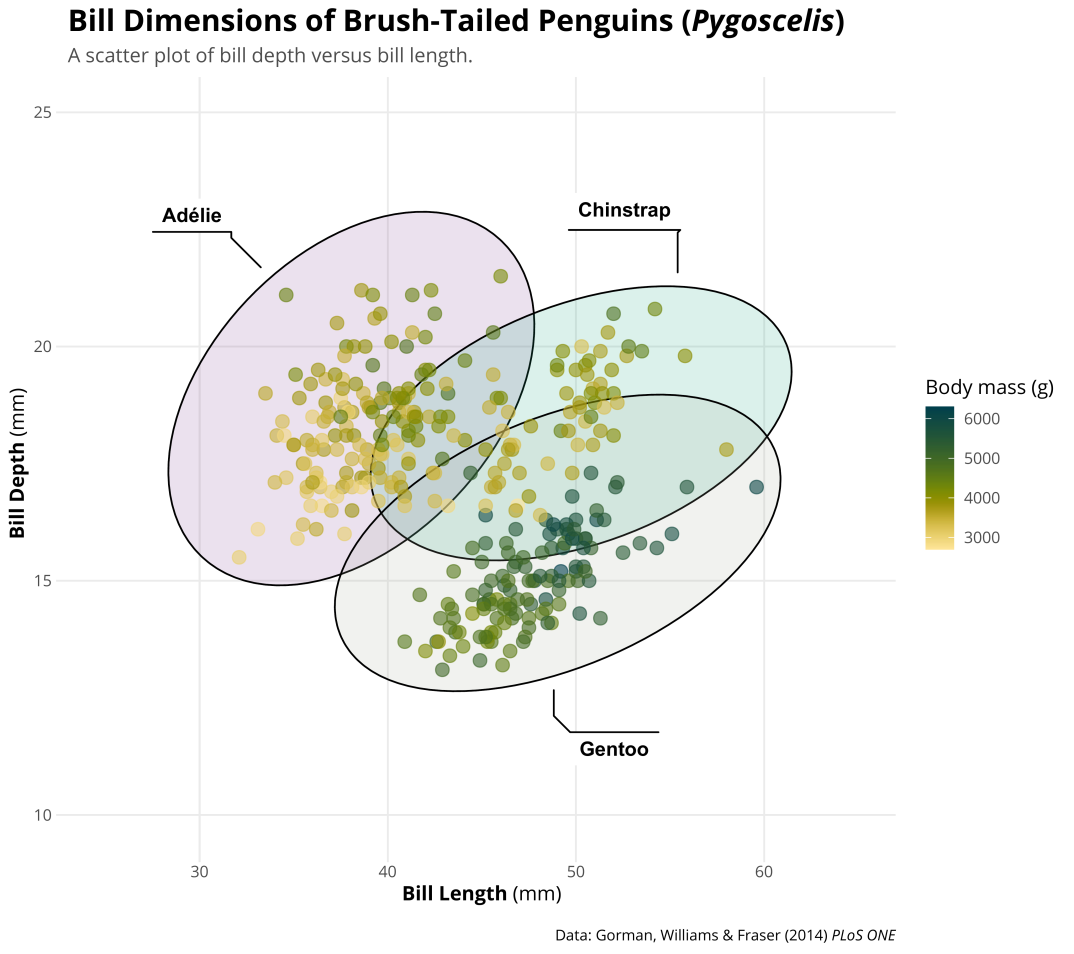 Bill Dimensions of Brush-Tailed Penguins (Pygoscelis)
A scatter plot of bill depth versus bill length.
25
20
15
10
Bill Depth (mm)
Adélie
Chinstrap
Gentoo
30 40 50 60
Bill Length (mm)
Body mass (g)
6000
5000
4000
3000
Data: Gorman, Williams & Fraser (2014) PLoS ONE